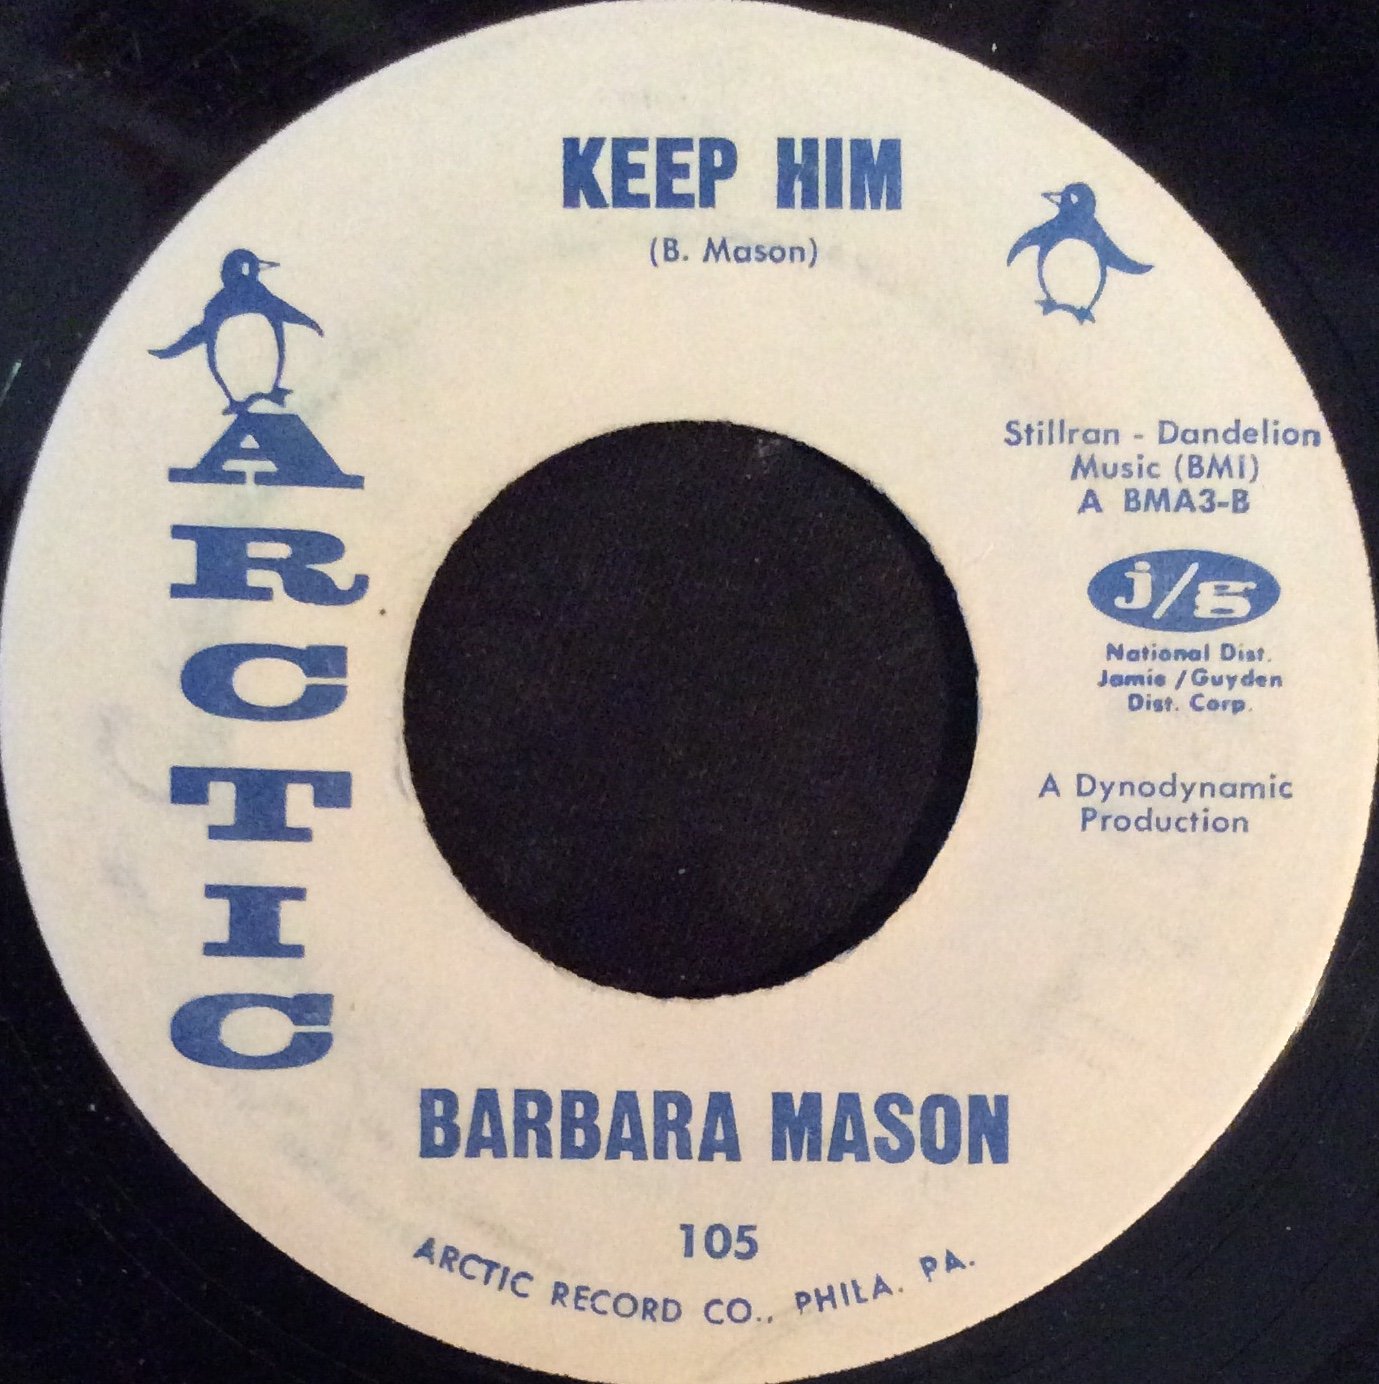 KEEP HIM
(B. Mason)
ARCTIC
Stillran - Dandelion
Music (BMI)
A BMA3-B
j/g
National Dist.
Jamie / Guyden
Dist. Corp.
A Dynodynamic
Production
BARBARA MASON
105
ARCTIC RECORD CO., PHILA. PA.